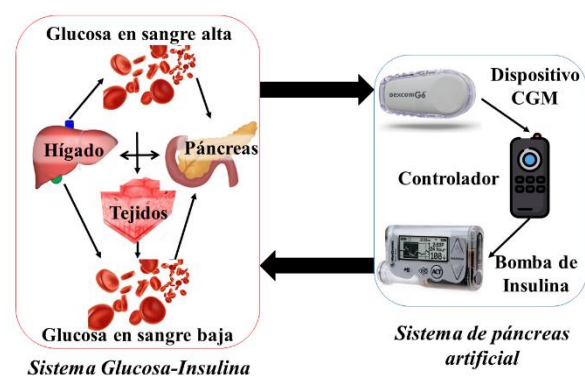 Glucosa en sangre alta
Hígado
Páncreas
Tejidos
Glucosa en sangre baja
Sistema Glucosa-Insulina
Dispositivo
CGM
DEXCOM G6
Controlador
ACT
Bomba de
Insulina
Sistema de páncreas
artificial